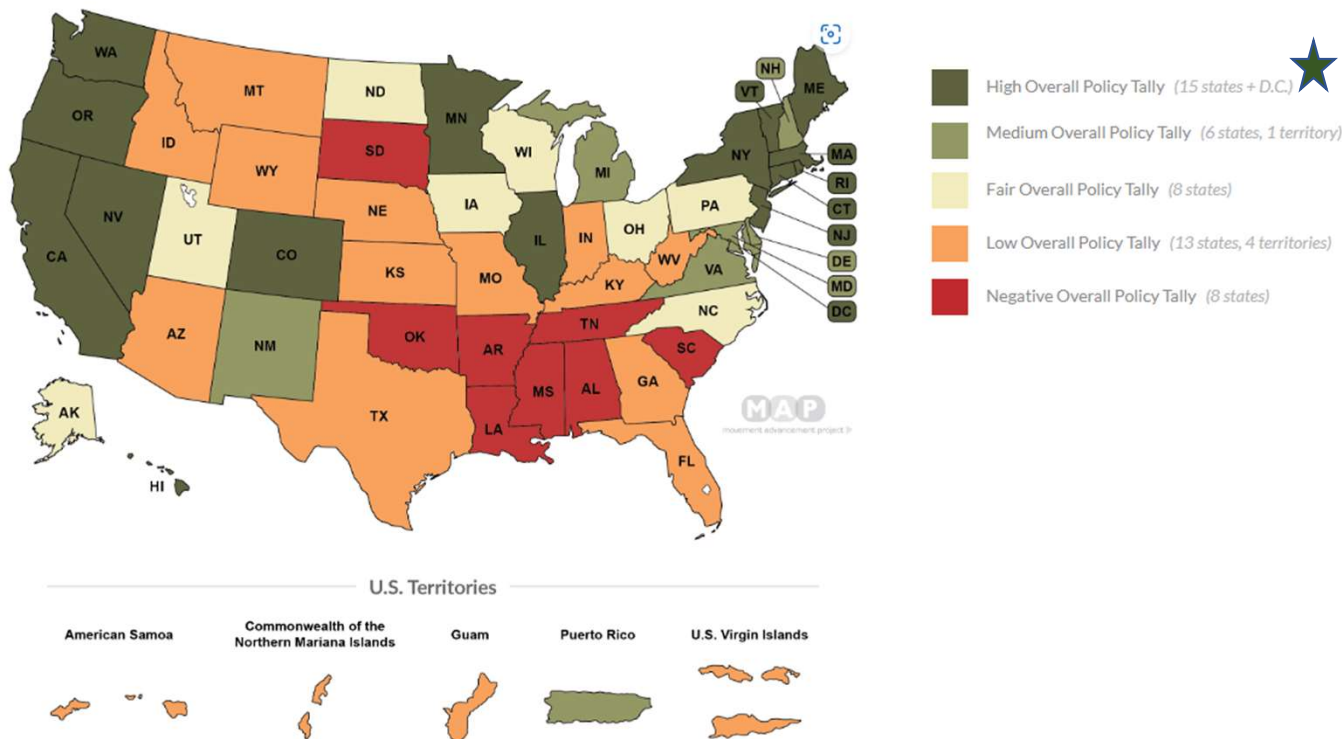 WA
OR
CA
NV
ID
MT
WY
UT
AZ
CO
NM
ND
SD
NE
KS
OK
TX
MN
IA
MO
AR
LA
WI
IL
MI
IN
OH
KY
TN
MS
AL
GA
FL
SC
NC
VA
WV
PA
NY
VT
NH
ME
MA
RI
CT
NJ
DE
MD
DC
AK
HI
MAP
movement advancement project
High Overall Policy Tally (15 states + D.C.)
Medium Overall Policy Tally (6 states, 1 territory)
Fair Overall Policy Tally (8 states)
Low Overall Policy Tally (13 states, 4 territories)
Negative Overall Policy Tally (8 states)
U.S. Territories
American Samoa
Commonwealth of the
Northern Mariana Islands
Guam
Puerto Rico
U.S. Virgin Islands